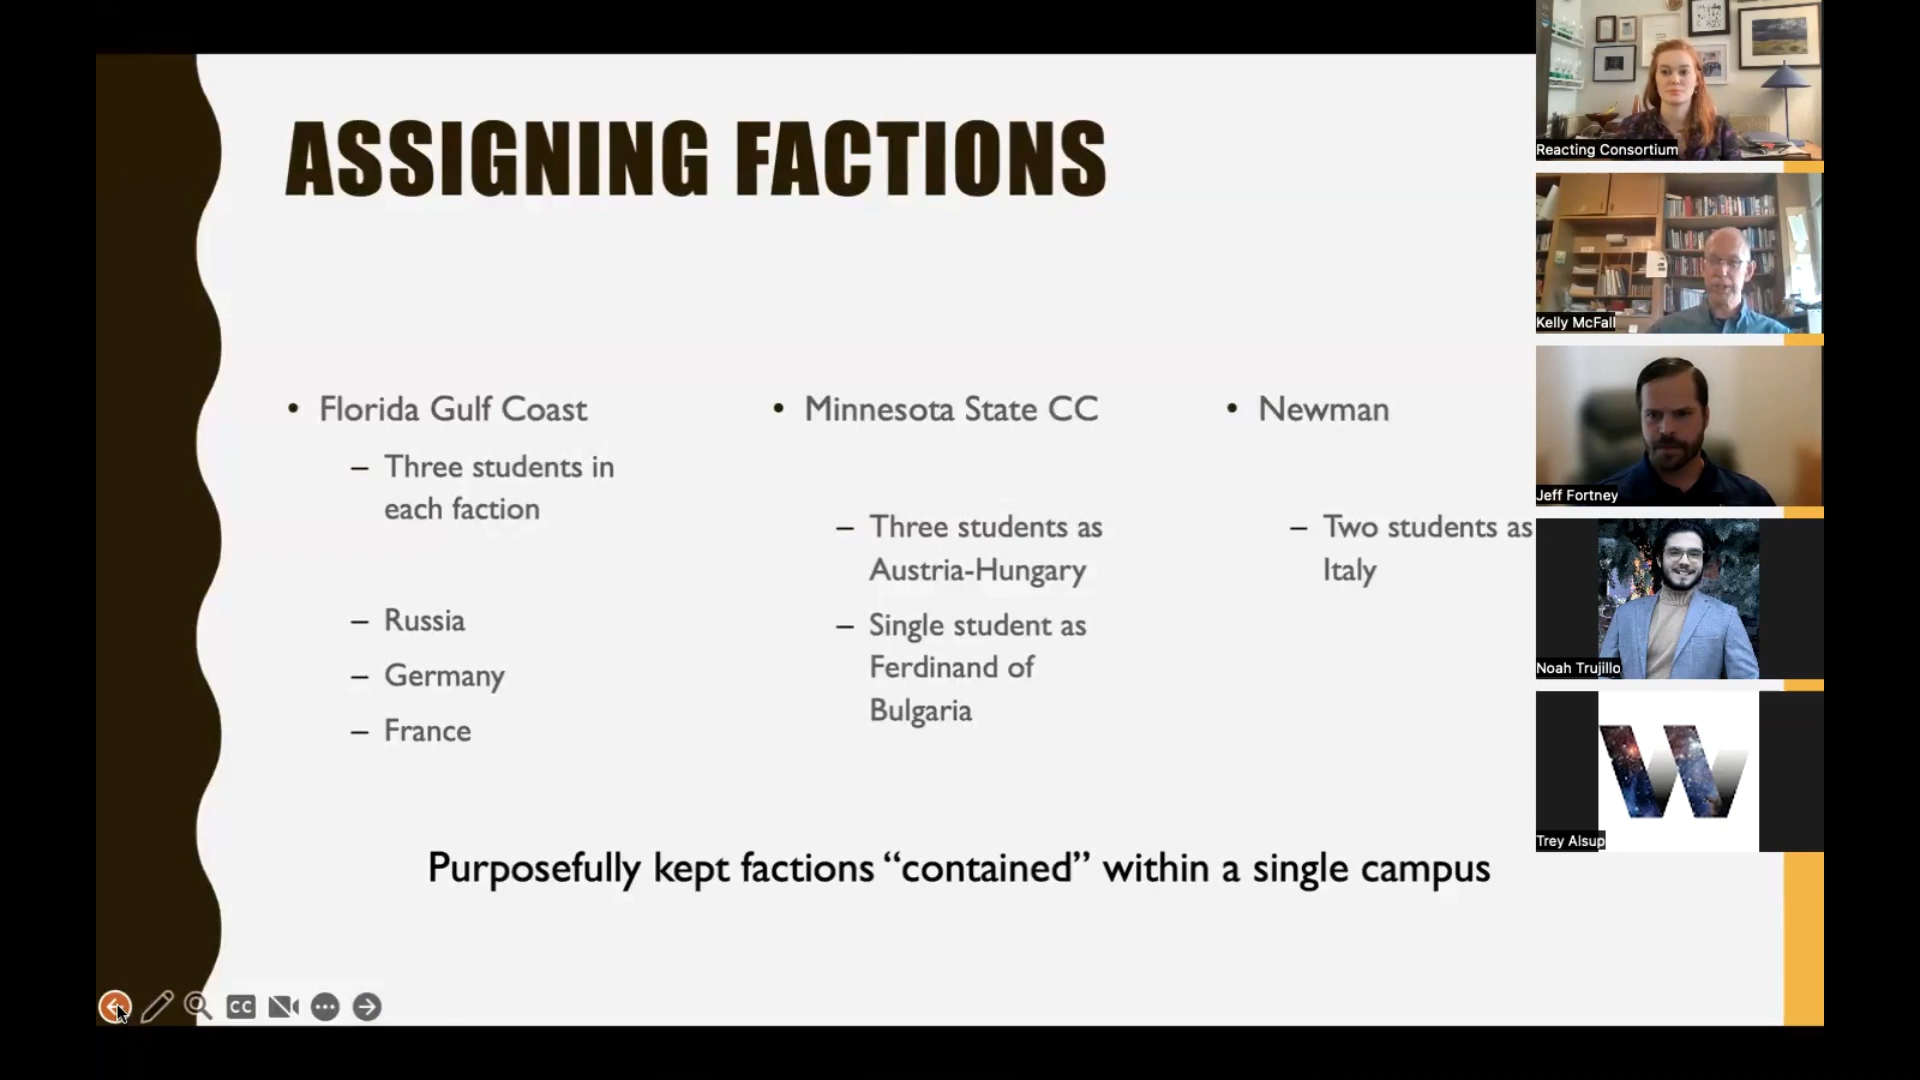 ASSIGNING FACTIONS
• Florida Gulf Coast
– Three students in
each faction
– Russia
– Germany
– France
• Minnesota State CC
– Three students as
Austria-Hungary
– Single student as
Ferdinand of
Bulgaria
• Newman
– Two students as
Italy
Purposefully kept factions “contained” within a single campus
CC
Reacting Consortium
Kelly McFall
Jeff Fortney
Noah Trujillo
W
Trey Alsup